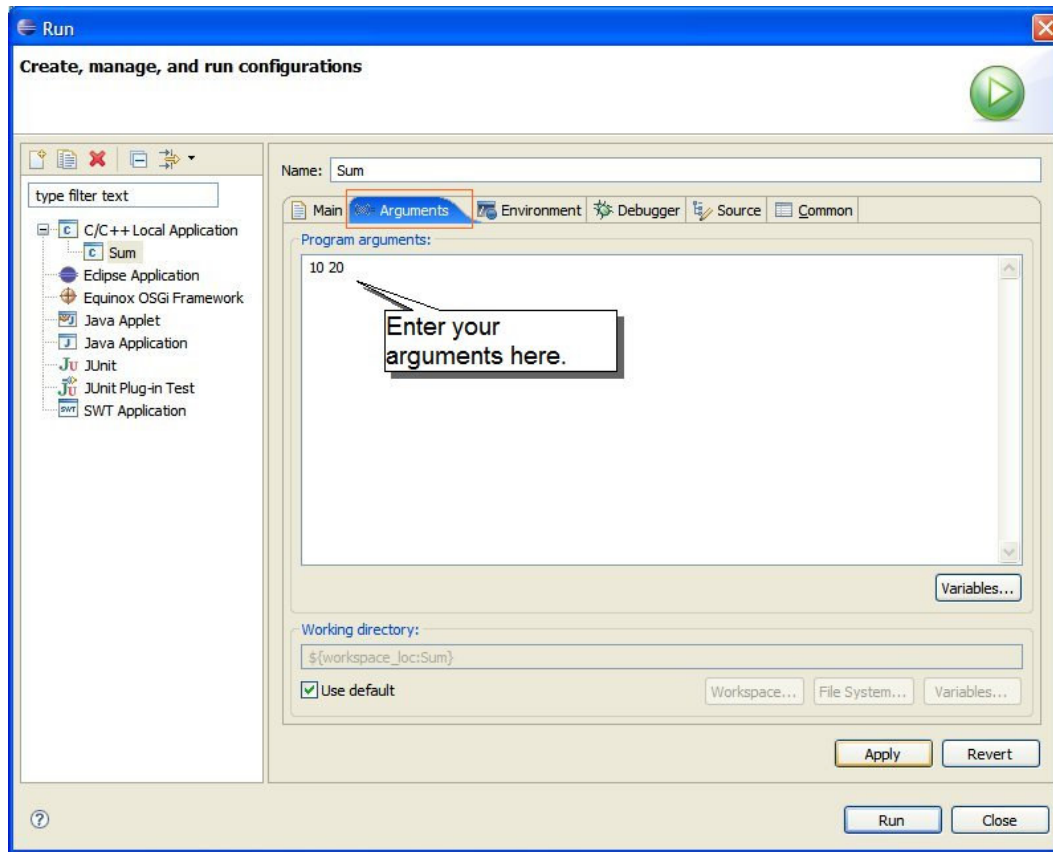 Run
Create, manage, and run configurations
type filter text
C/C++ Local Application
Sum
Eclipse Application
Equinox OSGi Framework
Java Applet
Java Application
JUnit
JUnit Plug-in Test
SWT Application
Name: Sum
Main Arguments Environment Debugger Source Common
Program arguments:
10 20
Enter your
arguments here.
Variables...
Working directory:
${workspace_loc:Sum}
Use default Workspace... File System... Variables...
Apply Revert
Run Close